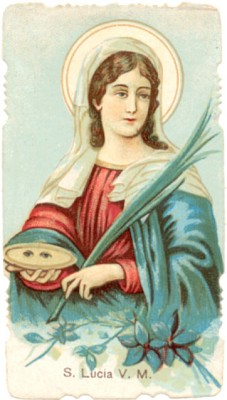 S. Lucia V. M.